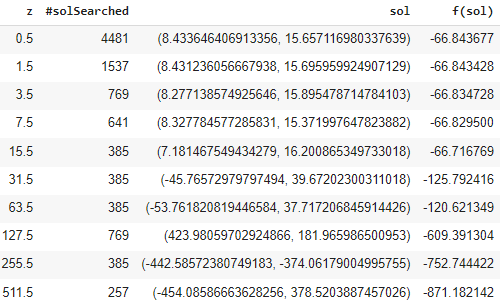 z #solSearched sol f(sol)
0.5 4481 (8.433646406913356, 15.657116980337639) -66.843677
1.5 1537 (8.431236056667938, 15.695959924907129) -66.843428
3.5 769 (8.277138574925646, 15.895478714784103) -66.834728
7.5 641 (8.327784577285831, 15.371997647823882) -66.829500
15.5 385 (7.181467549434279, 16.200865349733018) -66.716769
31.5 385 (-45.76572979797494, 39.67202300311018) -125.792416
63.5 385 (-53.761820819446584, 37.717206845914426) -120.621349
127.5 769 (423.98059702924866, 181.965986500953) -609.391304
255.5 385 (-442.58572380749183, -374.06179004995755) -752.744422
511.5 257 (-454.08586663628256, 378.5203887457026) -871.182142